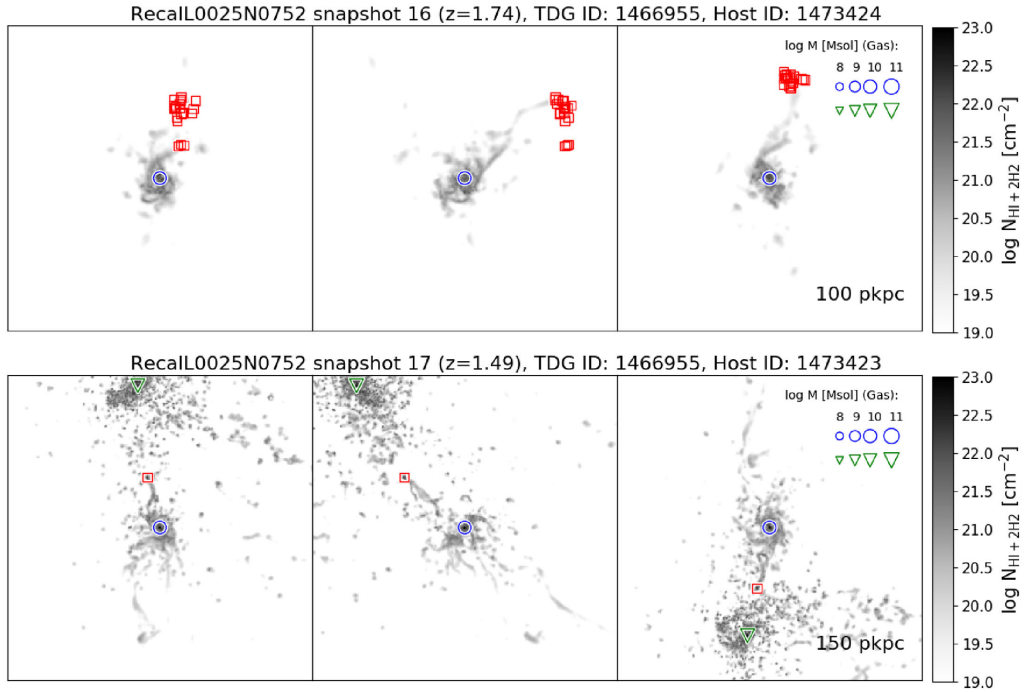 RecalL0025N0752 snapshot 16 (z=1.74), TDG ID: 1466955, Host ID: 1473424
log M [Msol] (Gas):
8 9 10 11
100 pkpc
23.0
22.5
22.0
21.5
21.0
20.5
20.0
19.5
19.0
log N_HI+2H2 [cm^-2]
RecalL0025N0752 snapshot 17 (z=1.49), TDG ID: 1466955, Host ID: 1473423
log M [Msol] (Gas):
8 9 10 11
150 pkpc
23.0
22.5
22.0
21.5
21.0
20.5
20.0
19.5
19.0
log N_HI+2H2 [cm^-2]